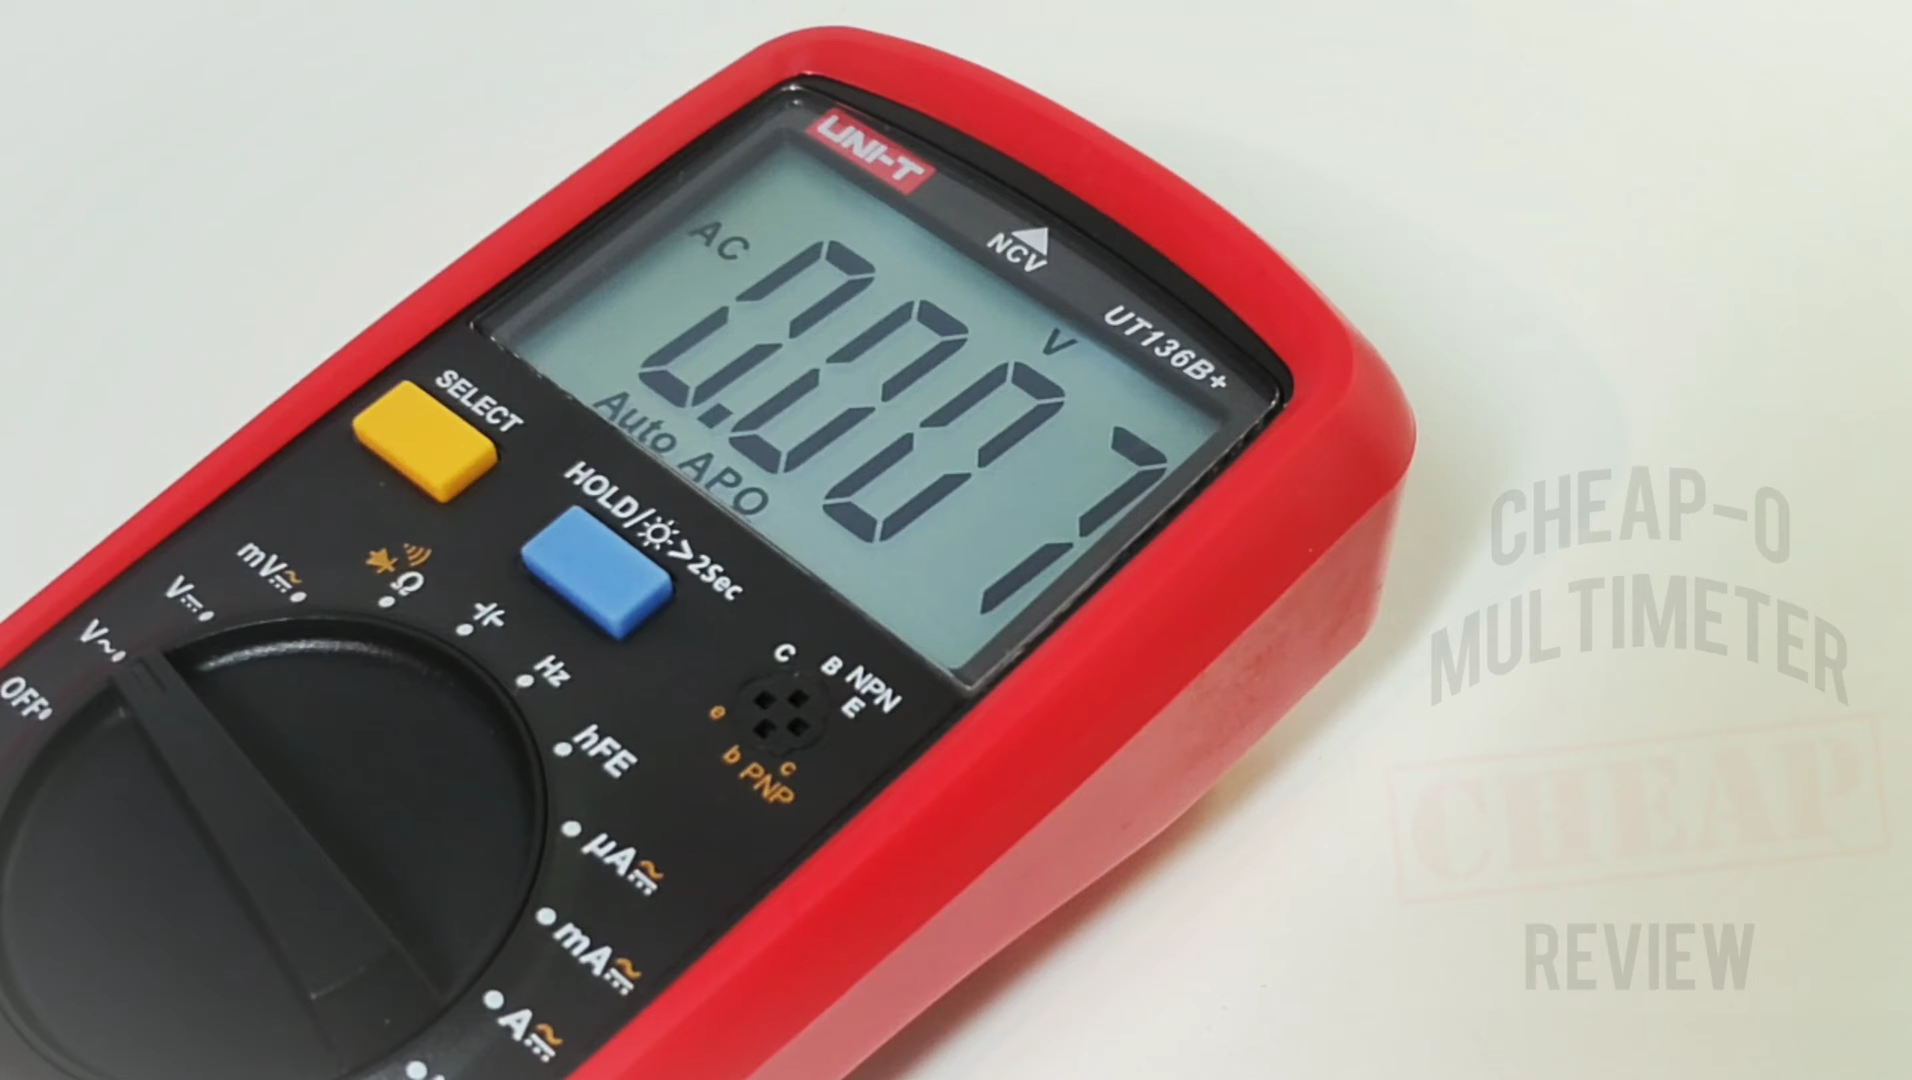 UNI-T
NCV
UT136B+
AC
V
0.007
Auto APO
SELECT
HOLD/ >2Sec
OFF
V~
V⎓
mV
Ω
Hz
hFE
µA
mA
A
C B NPN
E
e
b PNP
c
CHEAP-O
MULTIMETER
CHEAP
REVIEW